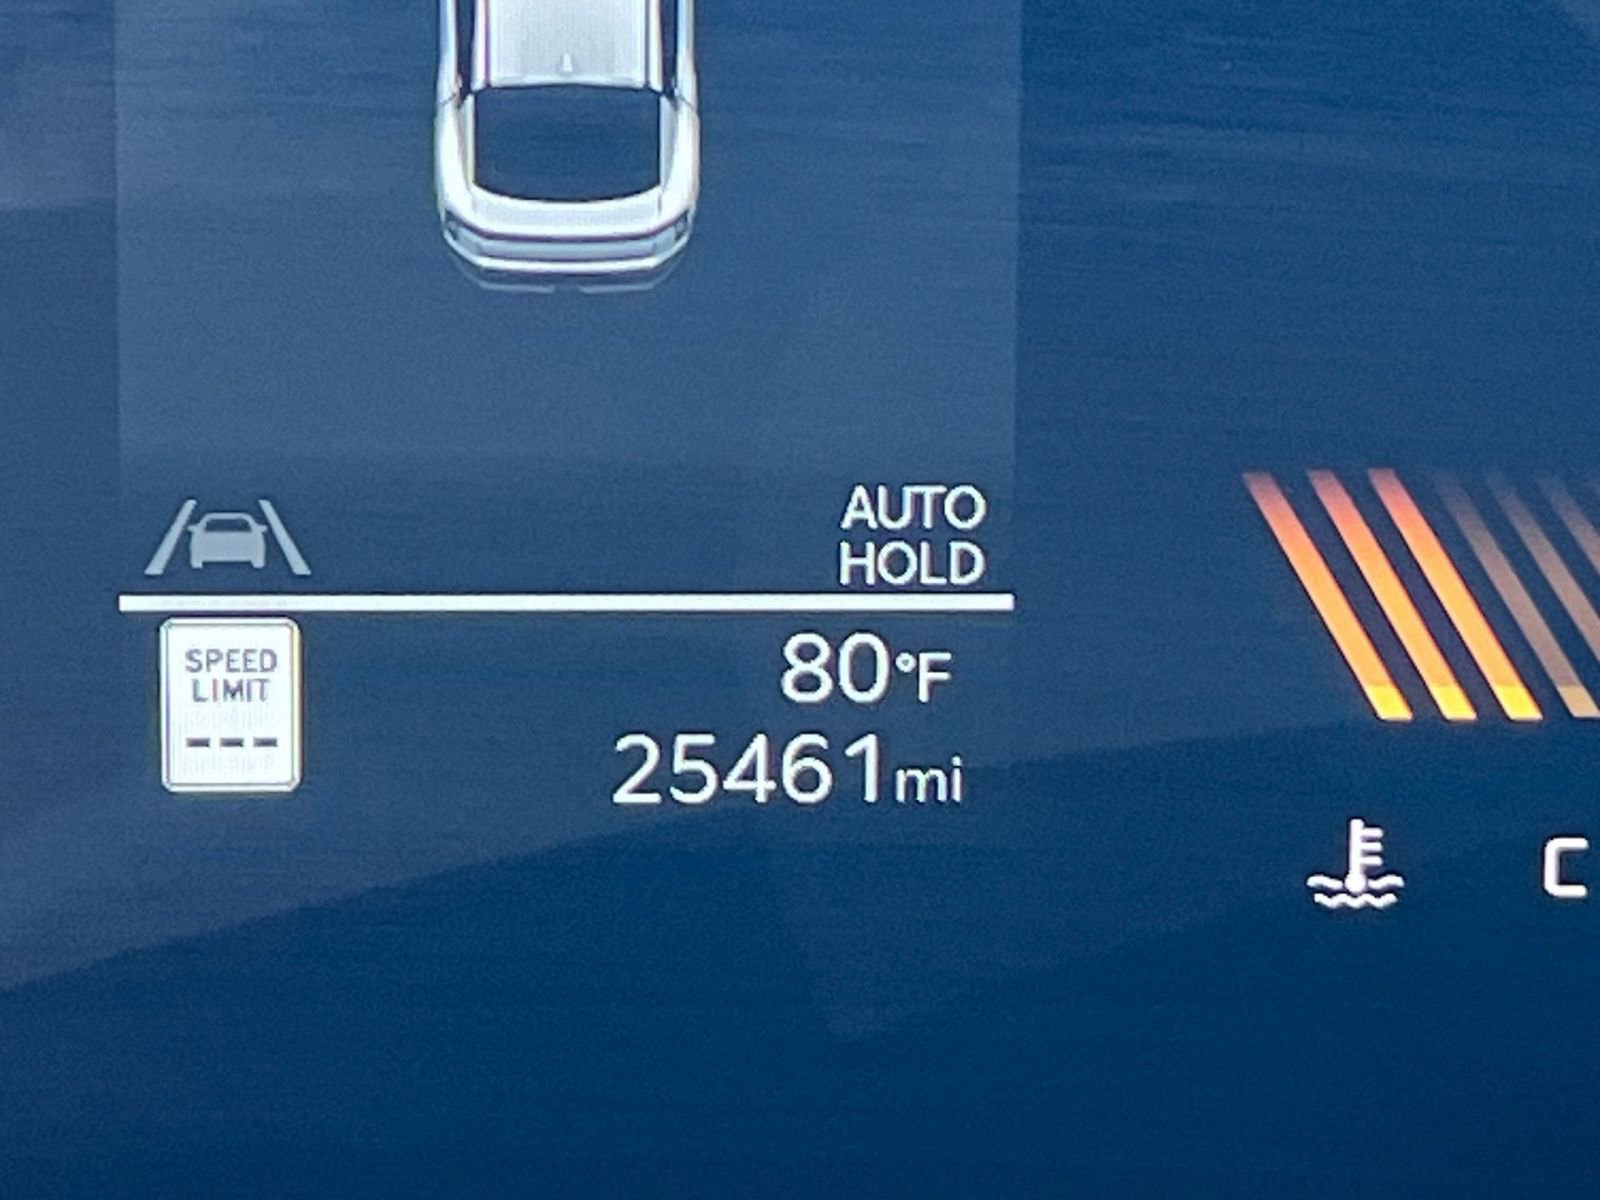 AUTO
HOLD
SPEED
LIMIT
---
80°F
25461mi
C